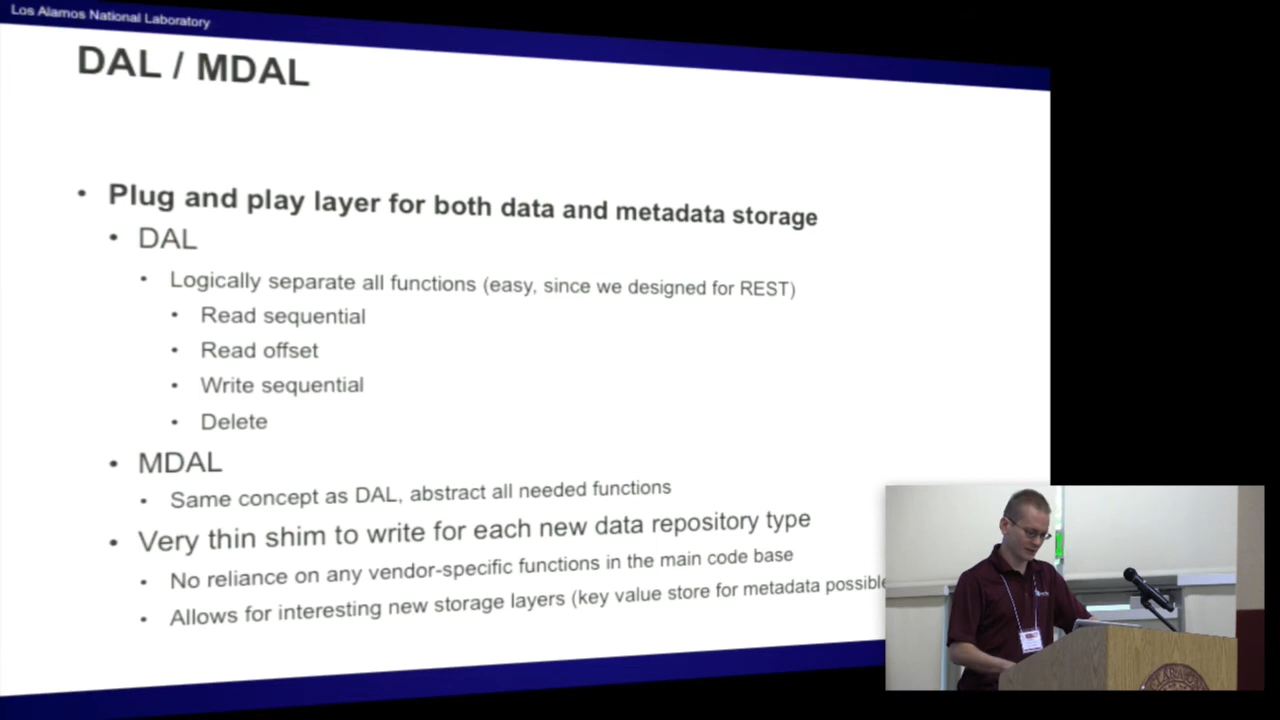 Los Alamos National Laboratory
DAL / MDAL
• Plug and play layer for both data and metadata storage
• DAL
• Logically separate all functions (easy, since we designed for REST)
• Read sequential
• Read offset
• Write sequential
• Delete
• MDAL
• Same concept as DAL, abstract all needed functions
• Very thin shim to write for each new data repository type
• No reliance on any vendor-specific functions in the main code base
• Allows for interesting new storage layers (key value store for metadata possible